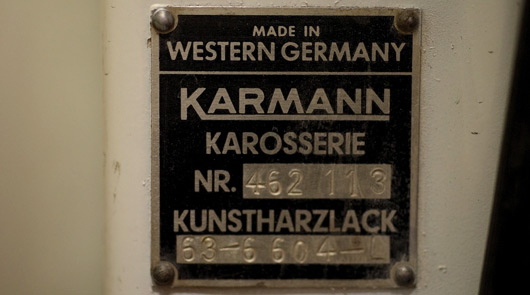 MADE IN
WESTERN GERMANY
KARMANN
KAROSSERIE
NR. 462 113
KUNSTHARZLACK
63-6 604-L